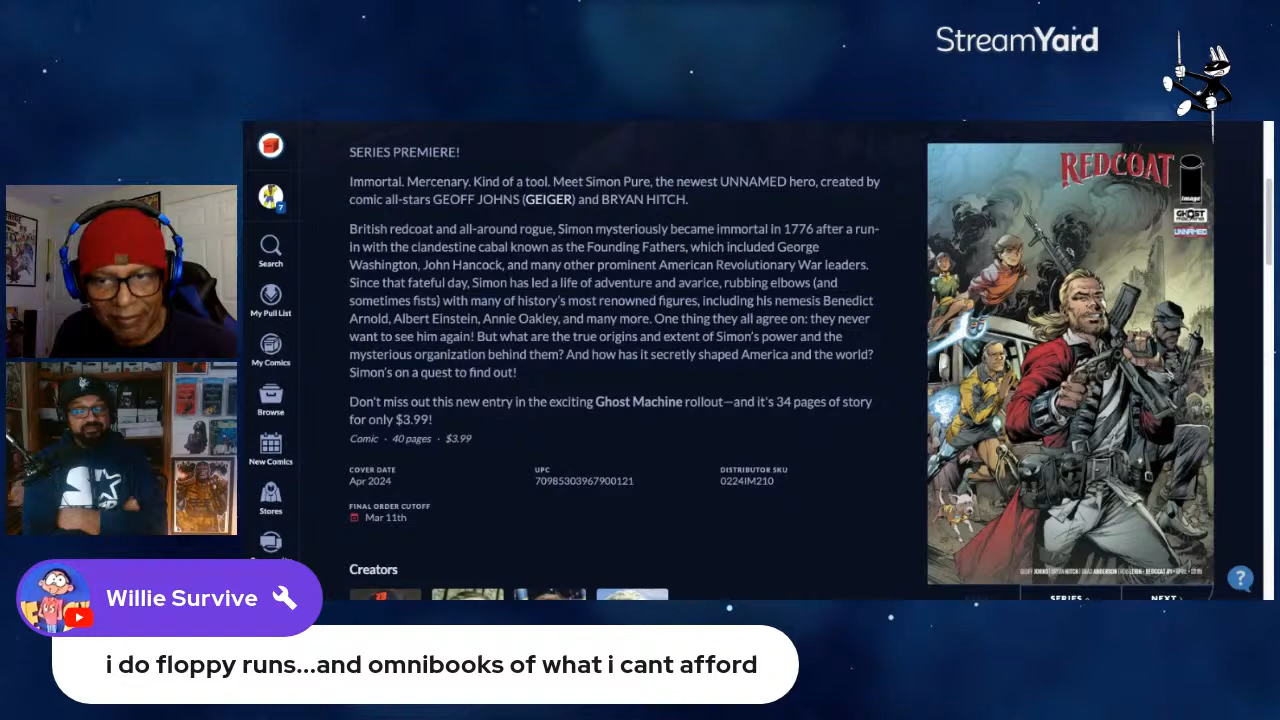 StreamYard
SERIES PREMIERE!
Immortal. Mercenary. Kind of a tool. Meet Simon Pure, the newest UNNAMED hero, created by
comic all-stars GEOFF JOHNS (GEIGER) and BRYAN HITCH.
British redcoat and all-around rogue, Simon mysteriously became immortal in 1776 after a run-
in with the clandestine cabal known as the Founding Fathers, which included George
Washington, John Hancock, and many other prominent American Revolutionary War leaders.
Since that fateful day, Simon has led a life of adventure and avarice, rubbing elbows (and
sometimes fists) with many of history's most renowned figures, including his nemesis Benedict
Arnold, Albert Einstein, Annie Oakley, and many more. One thing they all agree on: they never
want to see him again! But what are the true origins and extent of Simon's power and the
mysterious organization behind them? And how has it secretly shaped America and the world?
Simon's on a quest to find out!
Don't miss out this new entry in the exciting Ghost Machine rollout—and it's 34 pages of story
for only $3.99!
Comic · 40 pages · $3.99
COVER DATE
Apr 2024
UPC
70985303967900121
DISTRIBUTOR SKU
0224IM210
FINAL ORDER CUTOFF
Mar 11th
Creators
7
Search
My Pull List
My Comics
Browse
New Comics
Stores
REDCOAT
image
GHOST
MACHINE
UNNAMED
SERIES
NEXT
?
Willie Survive
i do floppy runs...and omnibooks of what i cant afford